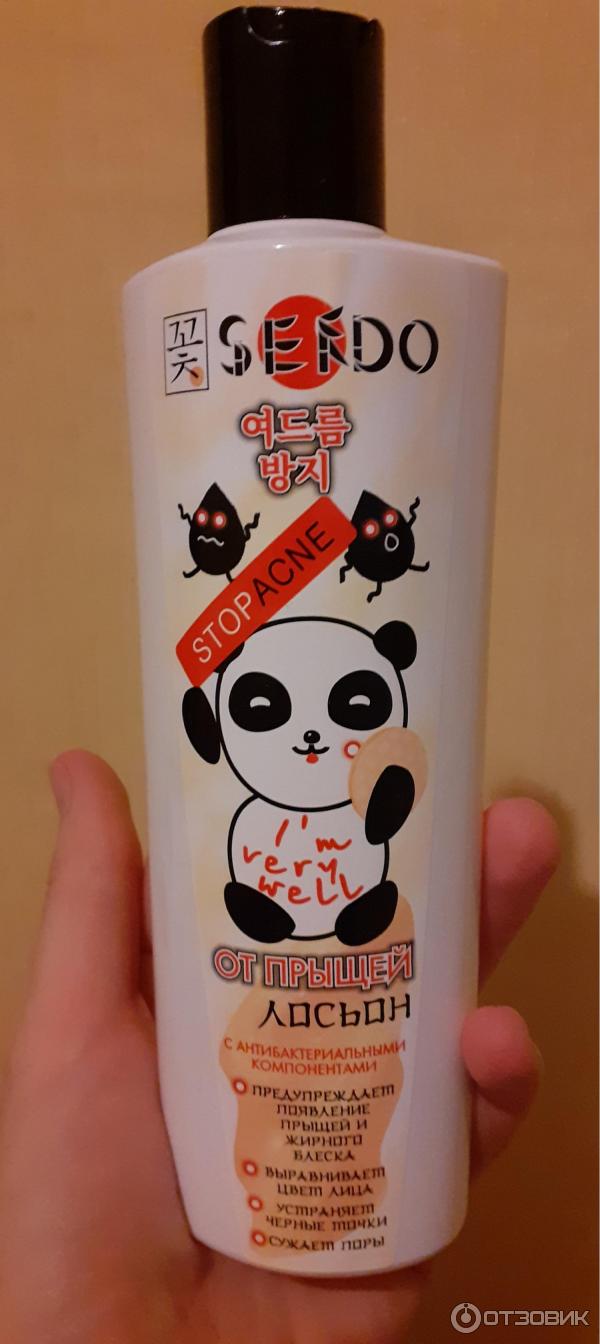 꼬ㅊ SENDO
여드름
방지
STOPACNE
I'm
very
well
ОТ ПРЫЩЕЙ
ЛОСЬОН
С АНТИБАКТЕРИАЛЬНЫМИ
КОМПОНЕНТАМИ
ПРЕДУПРЕЖДАЕТ
ПОЯВЛЕНИЕ
ПРЫЩЕЙ И
ЖИРНОГО
БЛЕСКА
ВЫРАВНИВАЕТ
ЦВЕТ ЛИЦА
УСТРАНЯЕТ
ЧЕРНЫЕ ТОЧКИ
СУЖАЕТ ПОРЫ
ОТЗОВИК